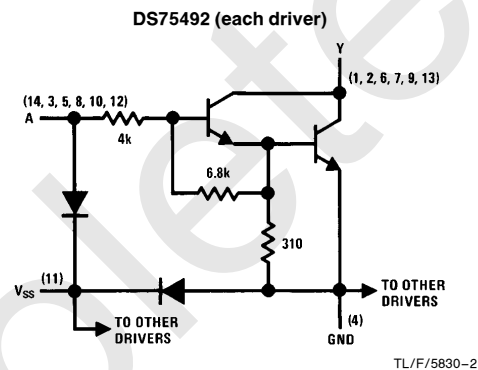 DS75492 (each driver)
Y
(1, 2, 6, 7, 9, 13)
(14, 3, 5, 8, 10, 12)
A
4k
6.8k
310
(11)
VSS
TO OTHER
DRIVERS
TO OTHER
DRIVERS
(4)
GND
TL/F/5830–2